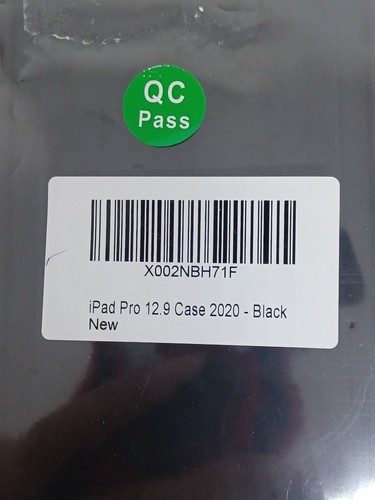 QC
Pass
X002NBH71F
iPad Pro 12.9 Case 2020 - Black
New